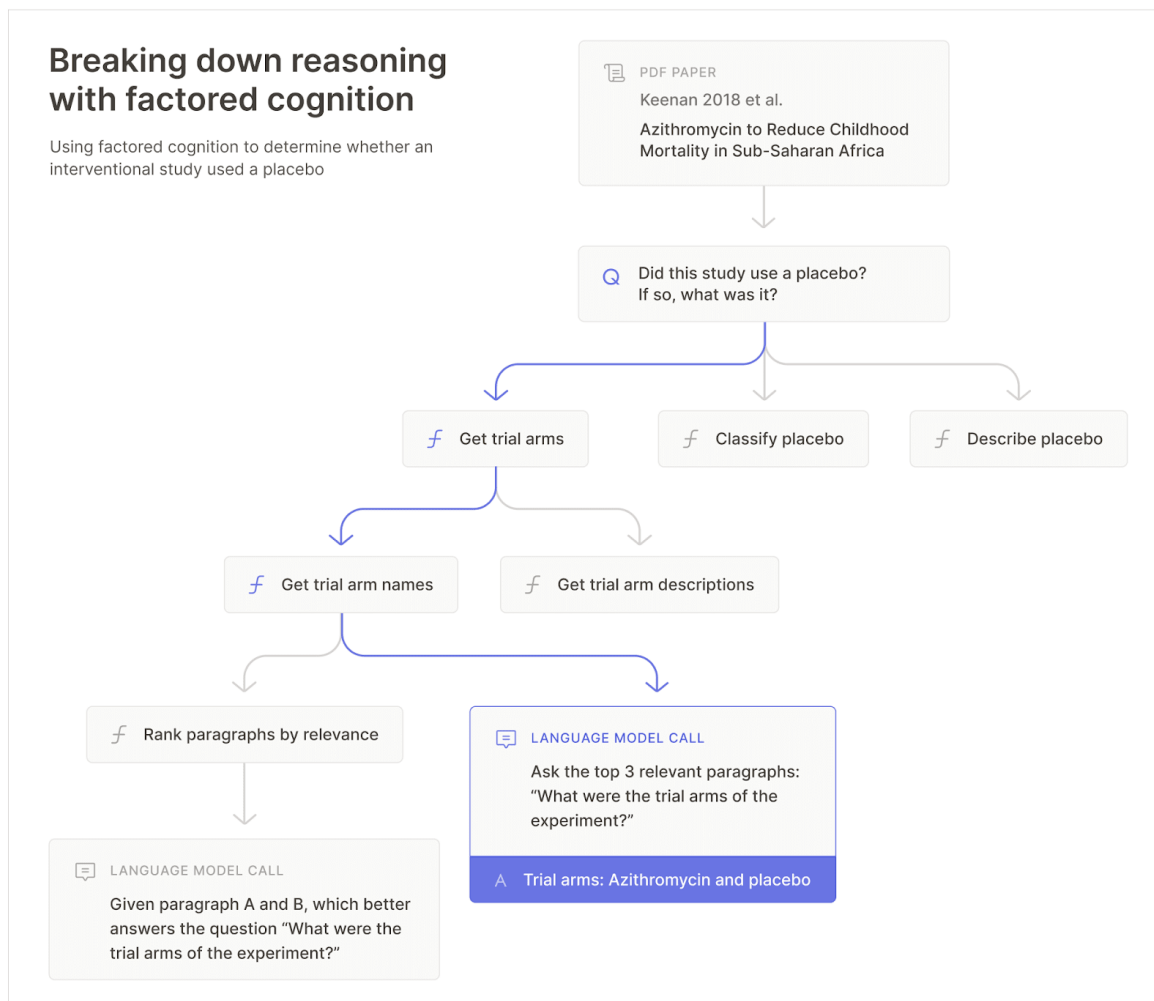 Breaking down reasoning
with factored cognition
Using factored cognition to determine whether an
interventional study used a placebo
PDF PAPER
Keenan 2018 et al.
Azithromycin to Reduce Childhood
Mortality in Sub-Saharan Africa
Q
Did this study use a placebo?
If so, what was it?
f Get trial arms
f Classify placebo
f Describe placebo
f Get trial arm names
f Get trial arm descriptions
f Rank paragraphs by relevance
LANGUAGE MODEL CALL
Ask the top 3 relevant paragraphs:
“What were the trial arms of the
experiment?”
A Trial arms: Azithromycin and placebo
LANGUAGE MODEL CALL
Given paragraph A and B, which better
answers the question “What were the
trial arms of the experiment?”